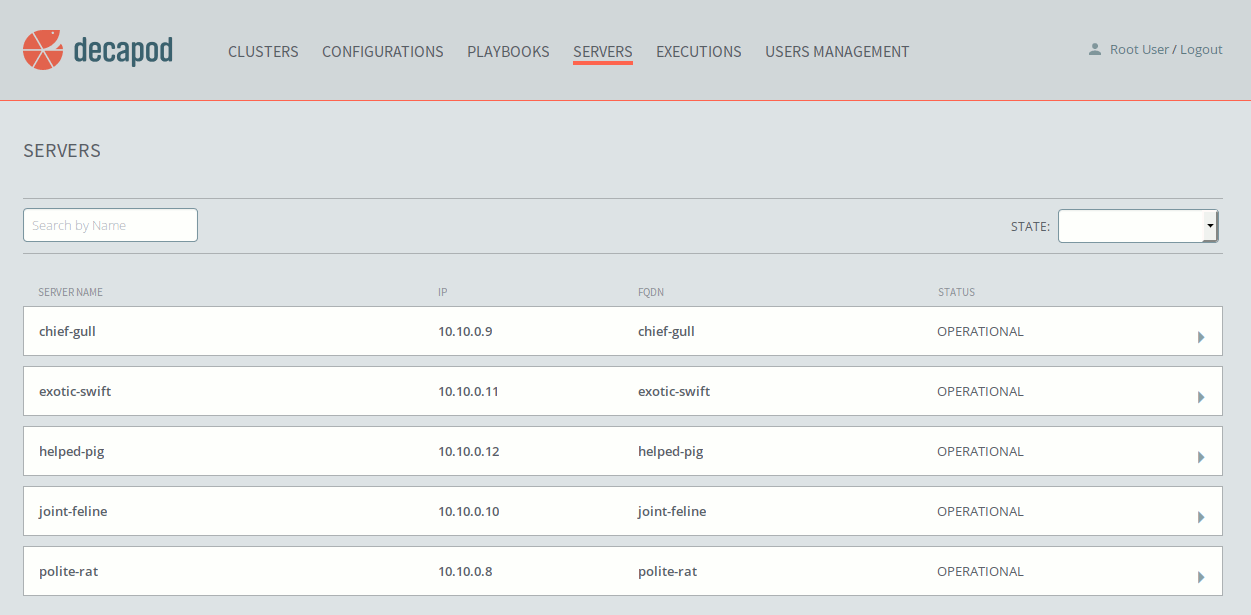 decapod CLUSTERS CONFIGURATIONS PLAYBOOKS SERVERS EXECUTIONS USERS MANAGEMENT Root User / Logout
SERVERS
Search by Name STATE:
SERVER NAME IP FQDN STATUS
chief-gull 10.10.0.9 chief-gull OPERATIONAL
exotic-swift 10.10.0.11 exotic-swift OPERATIONAL
helped-pig 10.10.0.12 helped-pig OPERATIONAL
joint-feline 10.10.0.10 joint-feline OPERATIONAL
polite-rat 10.10.0.8 polite-rat OPERATIONAL